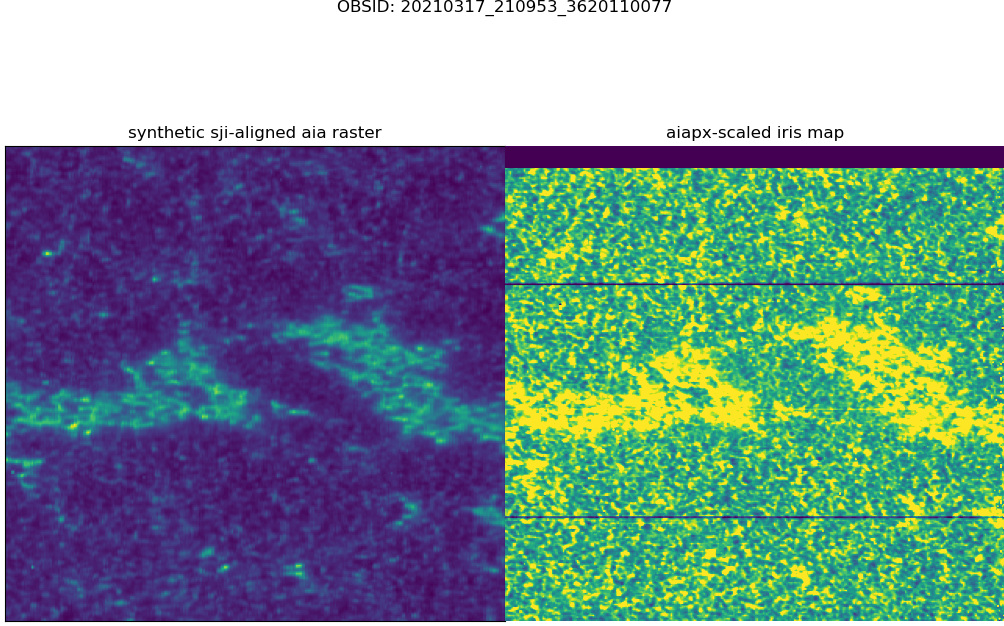 OBSID: 20210317_210953_3620110077
synthetic sji-aligned aia raster
aiapx-scaled iris map